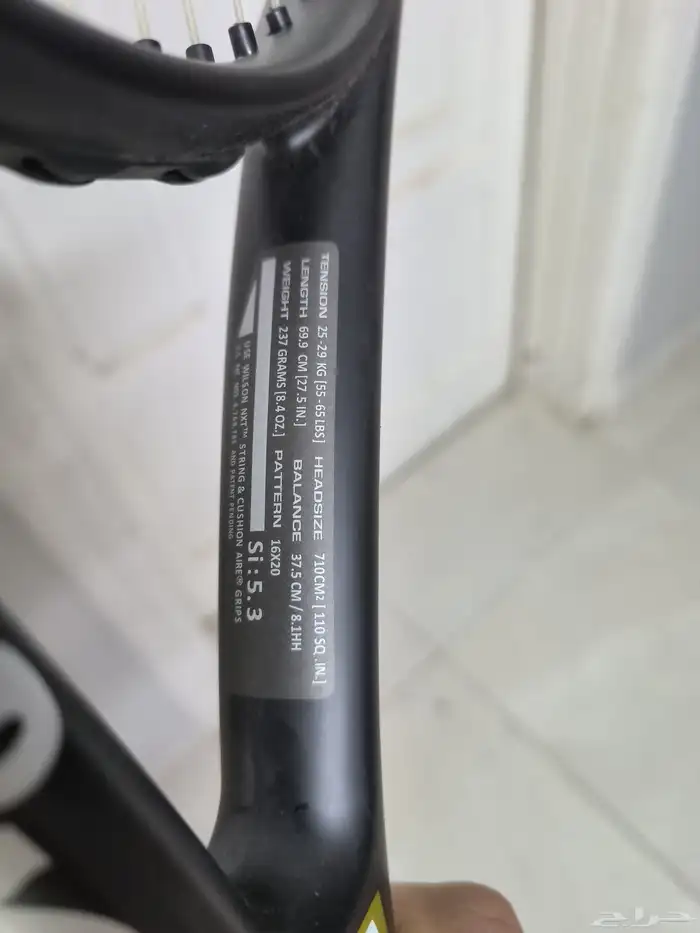 TENSION 25-29 KG [55-65 LBS] HEADSIZE 710CM² [110 SQ.IN.]
LENGTH 69.9 CM [27.5 IN.] BALANCE 37.5 CM / 8.1HH
WEIGHT 237 GRAMS [8.4 OZ.] PATTERN 16X20
Si:5.3
USE WILSON NXT™ STRING & CUSHION AIRE® GRIPS
AND PATENT PENDING
حراج